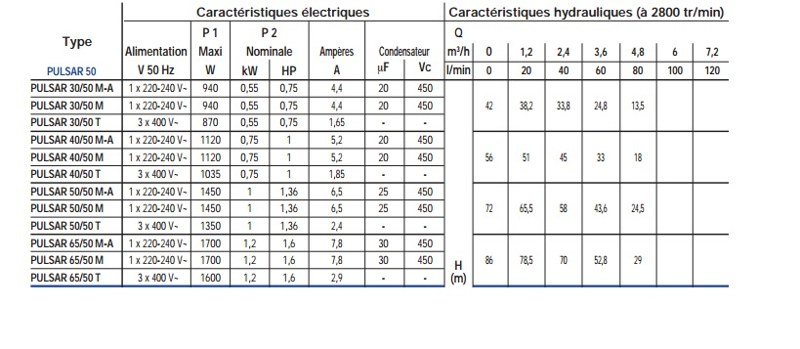 Caractéristiques électriques Caractéristiques hydrauliques (à 2800 tr/min)
Type P 1 P 2 Q
Alimentation Maxi Nominale Ampères Condensateur m³/h 0 1,2 2,4 3,6 4,8 6 7,2
PULSAR 50 V 50 Hz W kW HP A µF Vc l/min 0 20 40 60 80 100 120
PULSAR 30/50 M-A 1 x 220-240 V~ 940 0,55 0,75 4,4 20 450
PULSAR 30/50 M 1 x 220-240 V~ 940 0,55 0,75 4,4 20 450 42 38,2 33,8 24,8 13,5
PULSAR 30/50 T 3 x 400 V~ 870 0,55 0,75 1,65 - -
PULSAR 40/50 M-A 1 x 220-240 V~ 1120 0,75 1 5,2 20 450
PULSAR 40/50 M 1 x 220-240 V~ 1120 0,75 1 5,2 20 450 56 51 45 33 18
PULSAR 40/50 T 3 x 400 V~ 1035 0,75 1 1,85 - -
PULSAR 50/50 M-A 1 x 220-240 V~ 1450 1 1,36 6,5 25 450
PULSAR 50/50 M 1 x 220-240 V~ 1450 1 1,36 6,5 25 450 72 65,5 58 43,6 24,5
PULSAR 50/50 T 3 x 400 V~ 1350 1 1,36 2,4 - -
PULSAR 65/50 M-A 1 x 220-240 V~ 1700 1,2 1,6 7,8 30 450
PULSAR 65/50 M 1 x 220-240 V~ 1700 1,2 1,6 7,8 30 450 H 86 78,5 70 52,8 29
PULSAR 65/50 T 3 x 400 V~ 1600 1,2 1,6 2,9 - - (m)